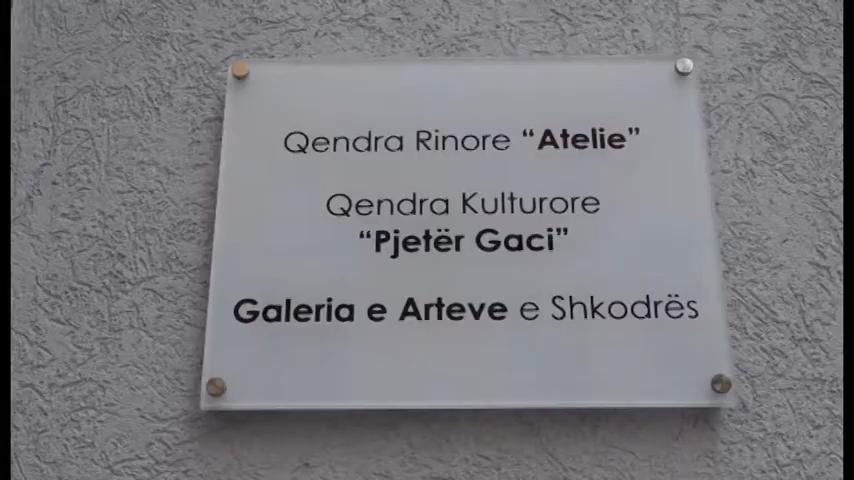 Qendra Rinore “Atelie”
Qendra Kulturore
“Pjetër Gaci”
Galeria e Arteve e Shkodrës